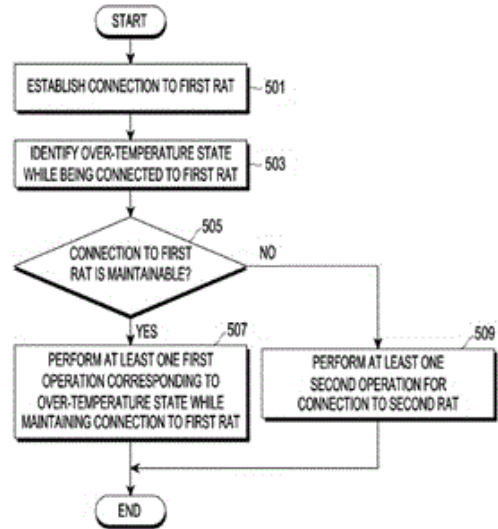 START
ESTABLISH CONNECTION TO FIRST RAT
501
IDENTIFY OVER-TEMPERATURE STATE
WHILE BEING CONNECTED TO FIRST RAT
503
505
CONNECTION TO FIRST
RAT IS MAINTAINABLE?
NO
YES
507
PERFORM AT LEAST ONE FIRST
OPERATION CORRESPONDING TO
OVER-TEMPERATURE STATE WHILE
MAINTAINING CONNECTION TO FIRST RAT
509
PERFORM AT LEAST ONE
SECOND OPERATION FOR
CONNECTION TO SECOND RAT
END